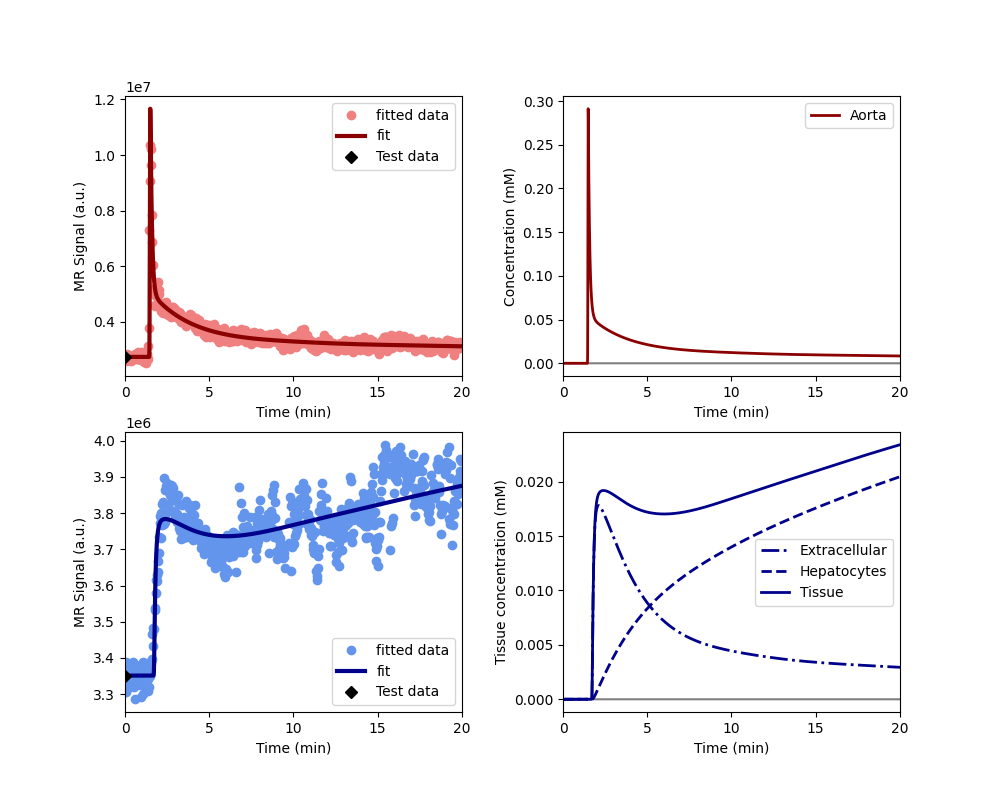 1e7
MR Signal (a.u.)
1.2
1.0
0.8
0.6
0.4
fitted data
fit
Test data
0 5 10 15 20
Time (min)
Concentration (mM)
0.30
0.25
0.20
0.15
0.10
0.05
0.00
Aorta
0 5 10 15 20
Time (min)
1e6
MR Signal (a.u.)
4.0
3.9
3.8
3.7
3.6
3.5
3.4
3.3
fitted data
fit
Test data
0 5 10 15 20
Time (min)
Tissue concentration (mM)
0.020
0.015
0.010
0.005
0.000
Extracellular
Hepatocytes
Tissue
0 5 10 15 20
Time (min)